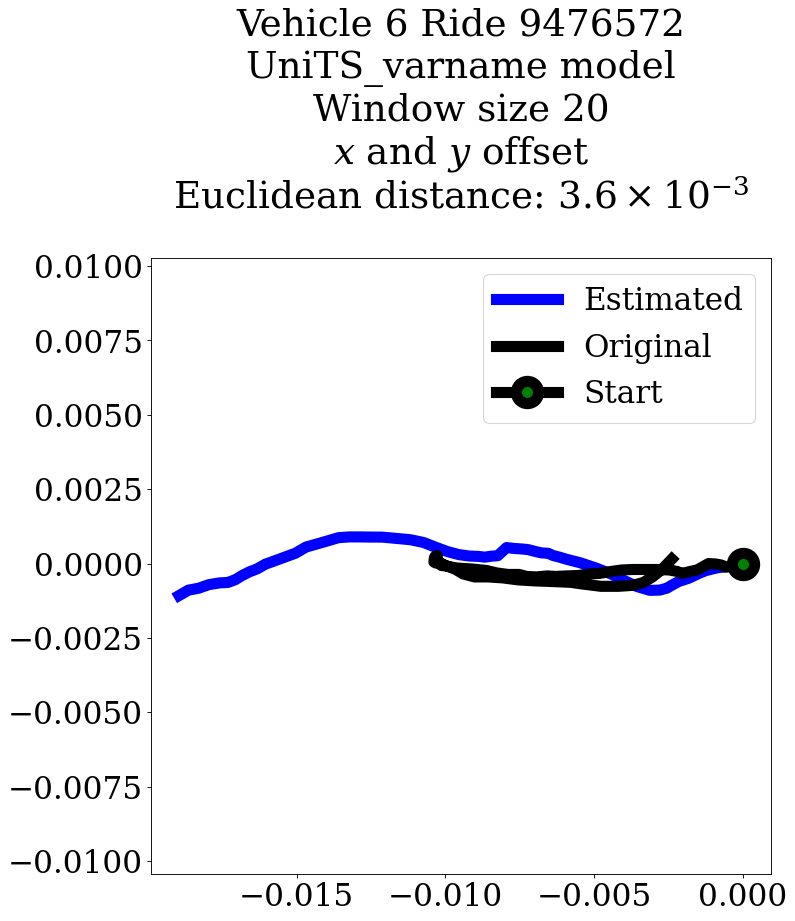 Vehicle 6 Ride 9476572
UniTS_varname model
Window size 20
x and y offset
Euclidean distance: 3.6 × 10⁻³
Estimated
Original
Start
0.0100
0.0075
0.0050
0.0025
0.0000
−0.0025
−0.0050
−0.0075
−0.0100
−0.015 −0.010 −0.005 0.000